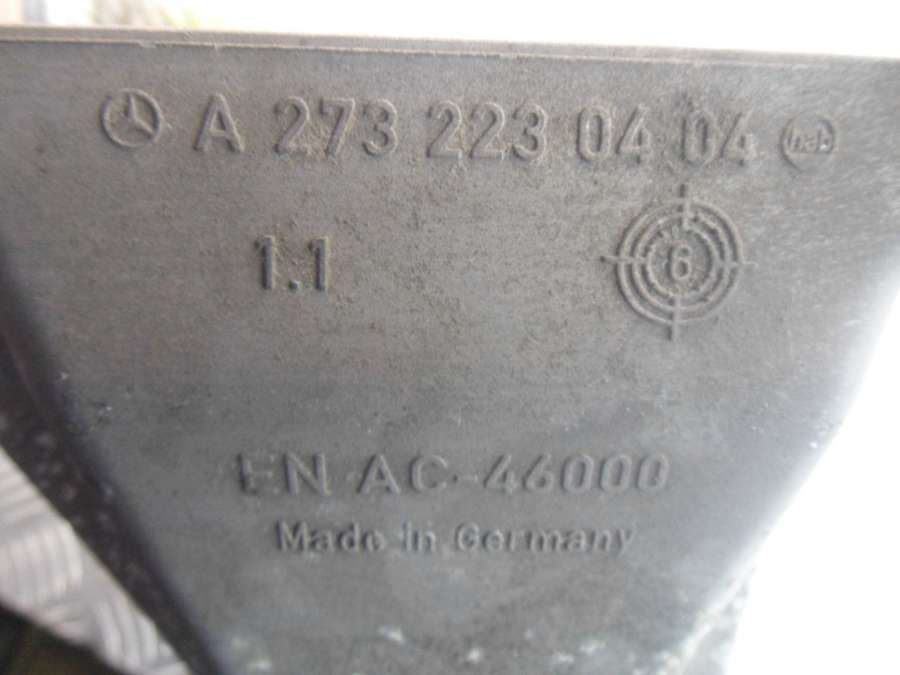 A 273 223 04 04
1.1
6
EN AC-46000
Made in Germany